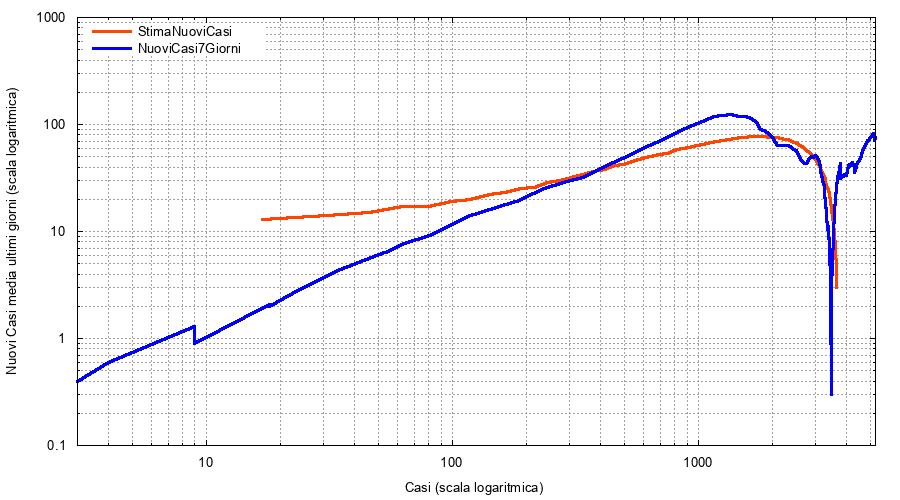 1000
StimaNuoviCasi
NuoviCasi7Giorni
100
10
1
0.1
Nuovi Casi media ultimi giorni (scala logaritmica)
10
100
1000
Casi (scala logaritmica)